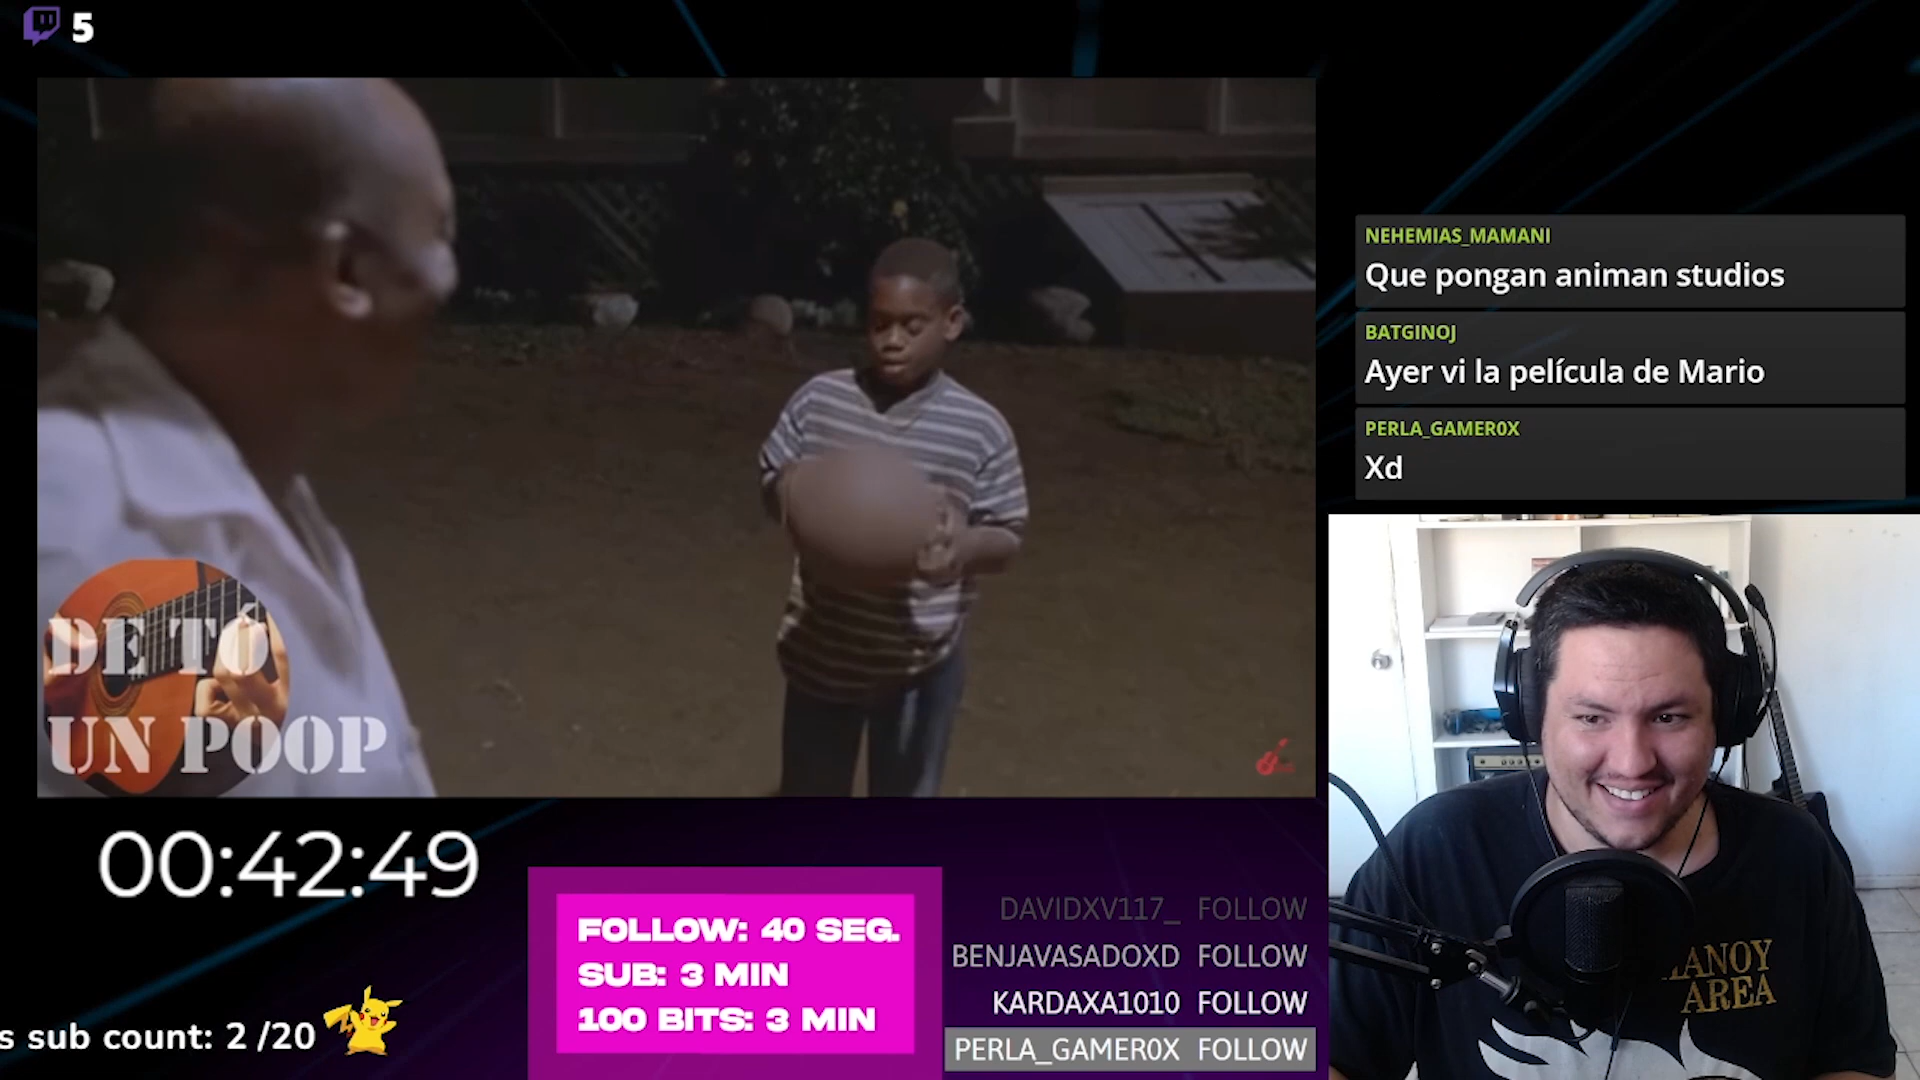 5
NEHEMIAS_MAMANI
Que pongan animan studios
BATGINOJ
Ayer vi la película de Mario
PERLA_GAMER0X
Xd
DE TÓ
UN POOP
00:42:49
FOLLOW: 40 SEG.
SUB: 3 MIN
100 BITS: 3 MIN
DAVIDXV117_ FOLLOW
BENJAVASADOXD FOLLOW
KARDAXA1010 FOLLOW
PERLA_GAMER0X FOLLOW
s sub count: 2 /20
LANOY
AREA